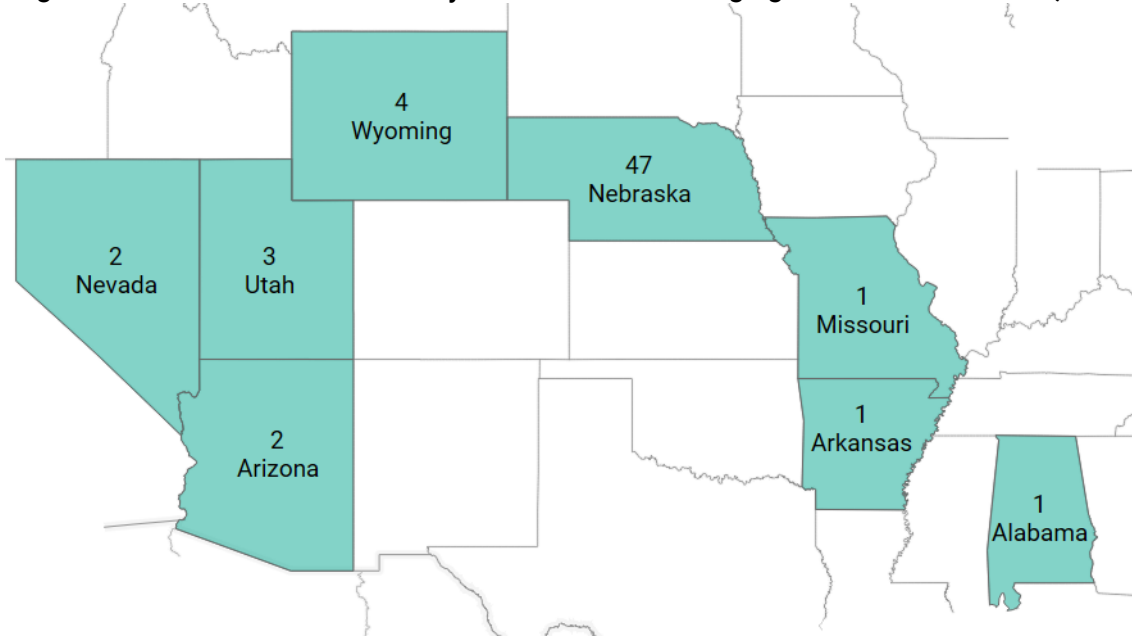 4
Wyoming
47
Nebraska
2
Nevada
3
Utah
1
Missouri
2
Arizona
1
Arkansas
1
Alabama